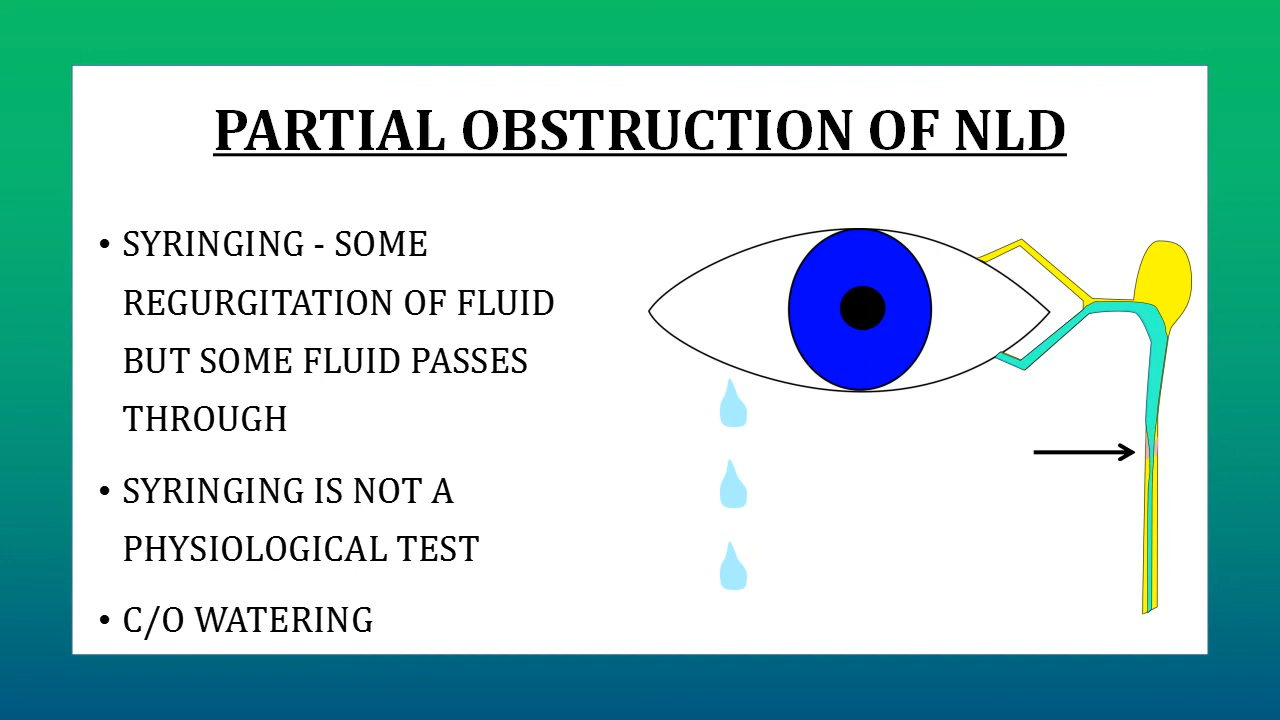 PARTIAL OBSTRUCTION OF NLD
• SYRINGING - SOME
REGURGITATION OF FLUID
BUT SOME FLUID PASSES
THROUGH
• SYRINGING IS NOT A
PHYSIOLOGICAL TEST
• C/O WATERING